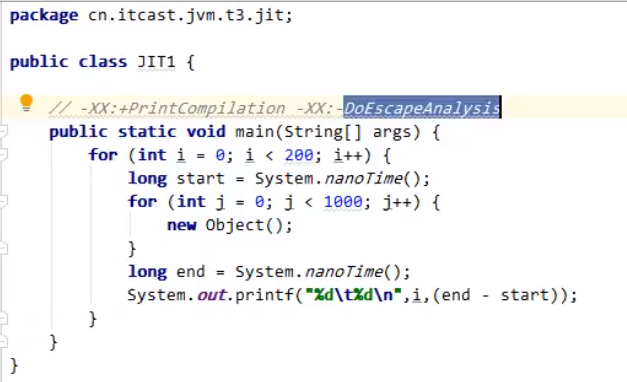 package cn.itcast.jvm.t3.jit;
public class JIT1 {
// -XX:+PrintCompilation -XX:-DoEscapeAnalysis
public static void main(String[] args) {
for (int i = 0; i < 200; i++) {
long start = System.nanoTime();
for (int j = 0; j < 1000; j++) {
new Object();
}
long end = System.nanoTime();
System.out.printf("%d\t%d\n",i,(end - start));
}
}
}